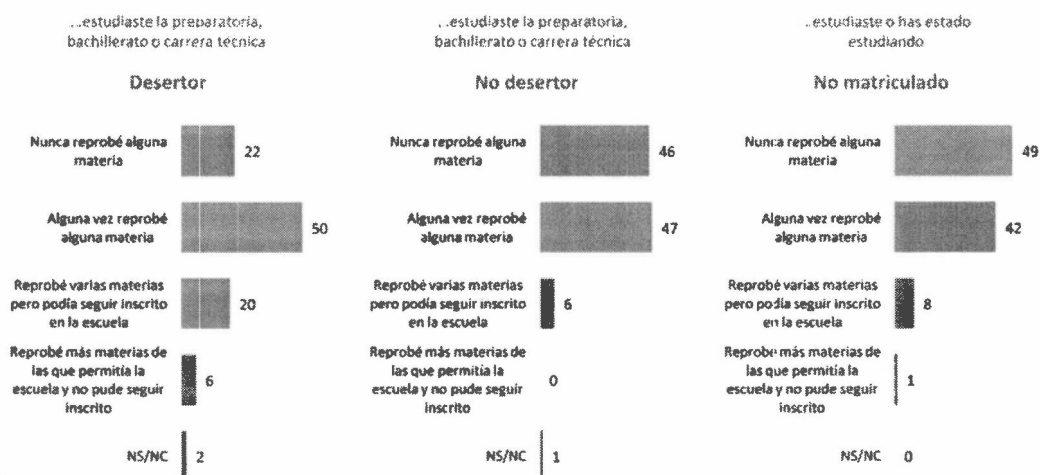 ...estudiaste la preparatoria,
bachillerato o carrera técnica
Desertor
Nunca reprobé alguna
materia
22
Alguna vez reprobé
alguna materia
50
Reprobé varias materias
pero podía seguir inscrito
en la escuela
20
Reprobé más materias de
las que permitía la
escuela y no pude seguir
inscrito
6
NS/NC
2
...estudiaste la preparatoria,
bachillerato o carrera técnica
No desertor
Nunca reprobé alguna
materia
46
Alguna vez reprobé
alguna materia
47
Reprobé varias materias
pero podía seguir inscrito
en la escuela
6
Reprobé más materias de
las que permitía la
escuela y no pude seguir
inscrito
0
NS/NC
1
...estudiaste o has estado
estudiando
No matriculado
Nunca reprobé alguna
materia
49
Alguna vez reprobé
alguna materia
42
Reprobé varias materias
pero podía seguir inscrito
en la escuela
8
Reprobé más materias de
las que permitía la
escuela y no pude seguir
inscrito
1
NS/NC
0